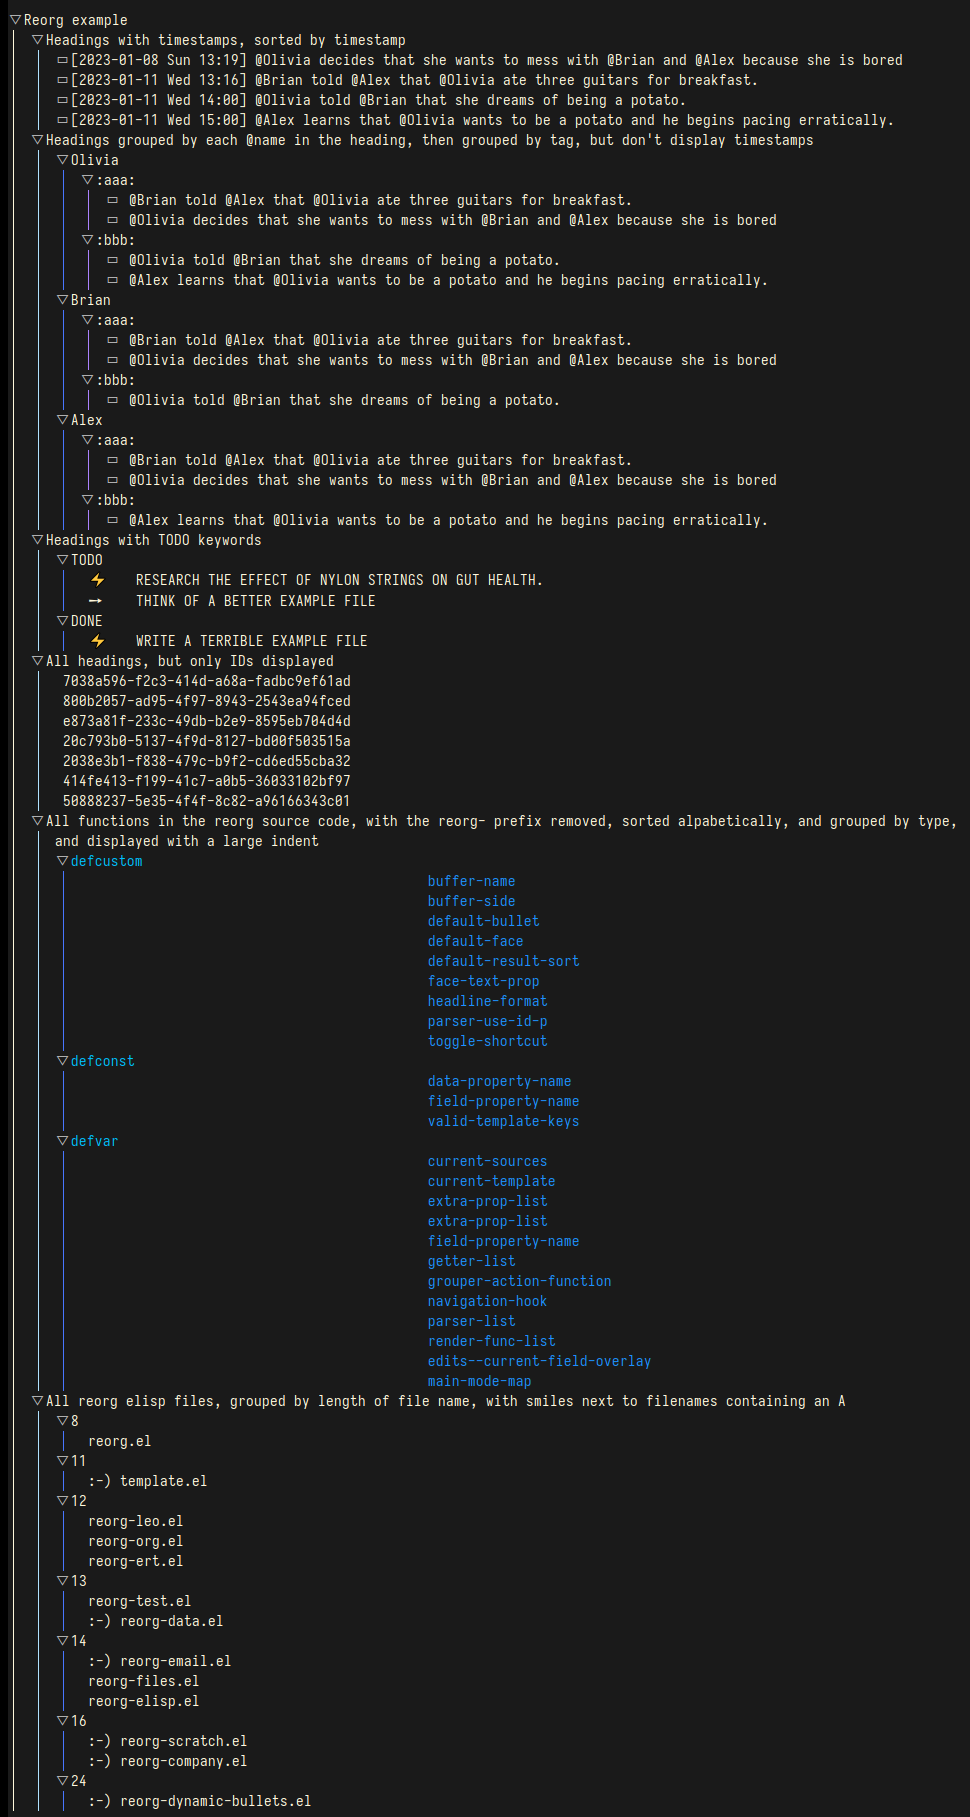 Reorg example
Headings with timestamps, sorted by timestamp
[2023-01-08 Sun 13:19] @Olivia decides that she wants to mess with @Brian and @Alex because she is bored
[2023-01-11 Wed 13:16] @Brian told @Alex that @Olivia ate three guitars for breakfast.
[2023-01-11 Wed 14:00] @Olivia told @Brian that she dreams of being a potato.
[2023-01-11 Wed 15:00] @Alex learns that @Olivia wants to be a potato and he begins pacing erratically.
Headings grouped by each @name in the heading, then grouped by tag, but don't display timestamps
Olivia
:aaa:
@Brian told @Alex that @Olivia ate three guitars for breakfast.
@Olivia decides that she wants to mess with @Brian and @Alex because she is bored
:bbb:
@Olivia told @Brian that she dreams of being a potato.
@Alex learns that @Olivia wants to be a potato and he begins pacing erratically.
Brian
:aaa:
@Brian told @Alex that @Olivia ate three guitars for breakfast.
@Olivia decides that she wants to mess with @Brian and @Alex because she is bored
:bbb:
@Olivia told @Brian that she dreams of being a potato.
Alex
:aaa:
@Brian told @Alex that @Olivia ate three guitars for breakfast.
@Olivia decides that she wants to mess with @Brian and @Alex because she is bored
:bbb:
@Alex learns that @Olivia wants to be a potato and he begins pacing erratically.
Headings with TODO keywords
TODO
RESEARCH THE EFFECT OF NYLON STRINGS ON GUT HEALTH.
THINK OF A BETTER EXAMPLE FILE
DONE
WRITE A TERRIBLE EXAMPLE FILE
All headings, but only IDs displayed
7038a596-f2c3-414d-a68a-fadbc9ef61ad
800b2057-ad95-4f97-8943-2543ea94fced
e873a81f-233c-49db-b2e9-8595eb704d4d
20c793b0-5137-4f9d-8127-bd00f503515a
2038e3b1-f838-479c-b9f2-cd6ed55cba32
414fe413-f199-41c7-a0b5-36033102bf97
50888237-5e35-4f4f-8c82-a96166343c01
All functions in the reorg source code, with the reorg- prefix removed, sorted alpabetically, and grouped by type,
and displayed with a large indent
defcustom
buffer-name
buffer-side
default-bullet
default-face
default-result-sort
face-text-prop
headline-format
parser-use-id-p
toggle-shortcut
defconst
data-property-name
field-property-name
valid-template-keys
defvar
current-sources
current-template
extra-prop-list
extra-prop-list
field-property-name
getter-list
grouper-action-function
navigation-hook
parser-list
render-func-list
edits--current-field-overlay
main-mode-map
All reorg elisp files, grouped by length of file name, with smiles next to filenames containing an A
8
reorg.el
11
:-) template.el
12
reorg-leo.el
reorg-org.el
reorg-ert.el
13
reorg-test.el
:-) reorg-data.el
14
:-) reorg-email.el
reorg-files.el
reorg-elisp.el
16
:-) reorg-scratch.el
:-) reorg-company.el
24
:-) reorg-dynamic-bullets.el